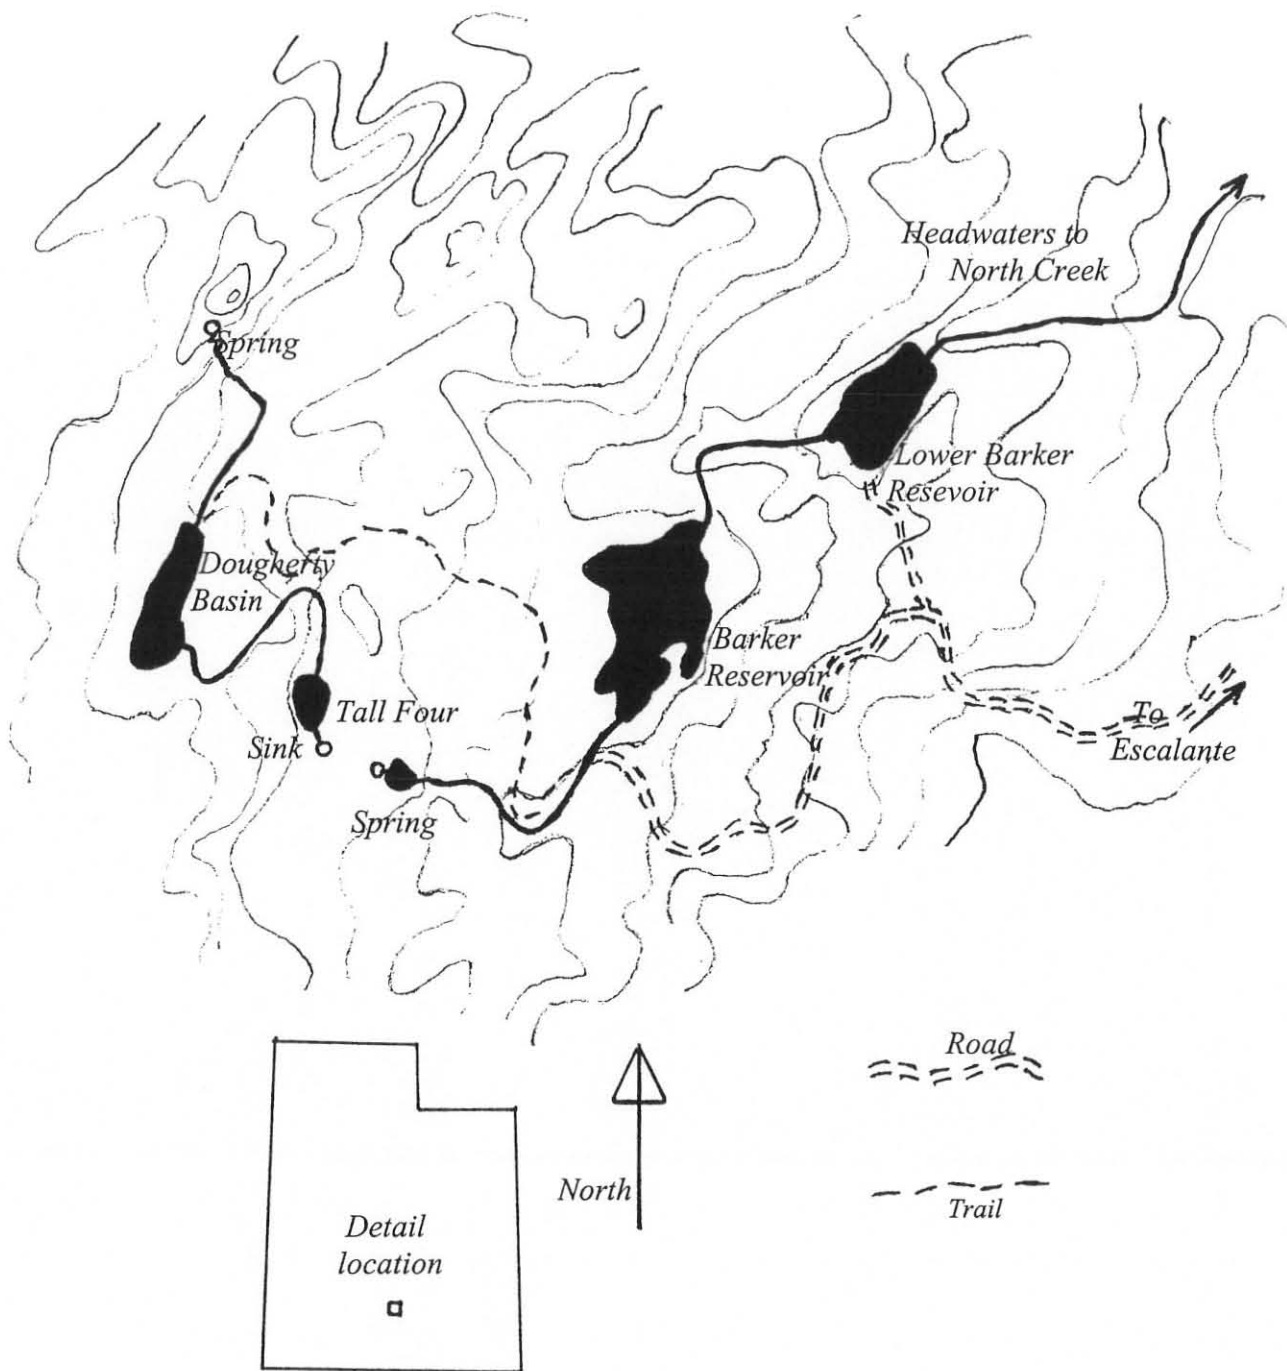 Headwaters to
North Creek
Spring
Lower Barker
Resevoir
Dougherty
Basin
Barker
Reservoir
Tall Four
Sink
To
Escalante
Spring
Road
North
Trail
Detail
location